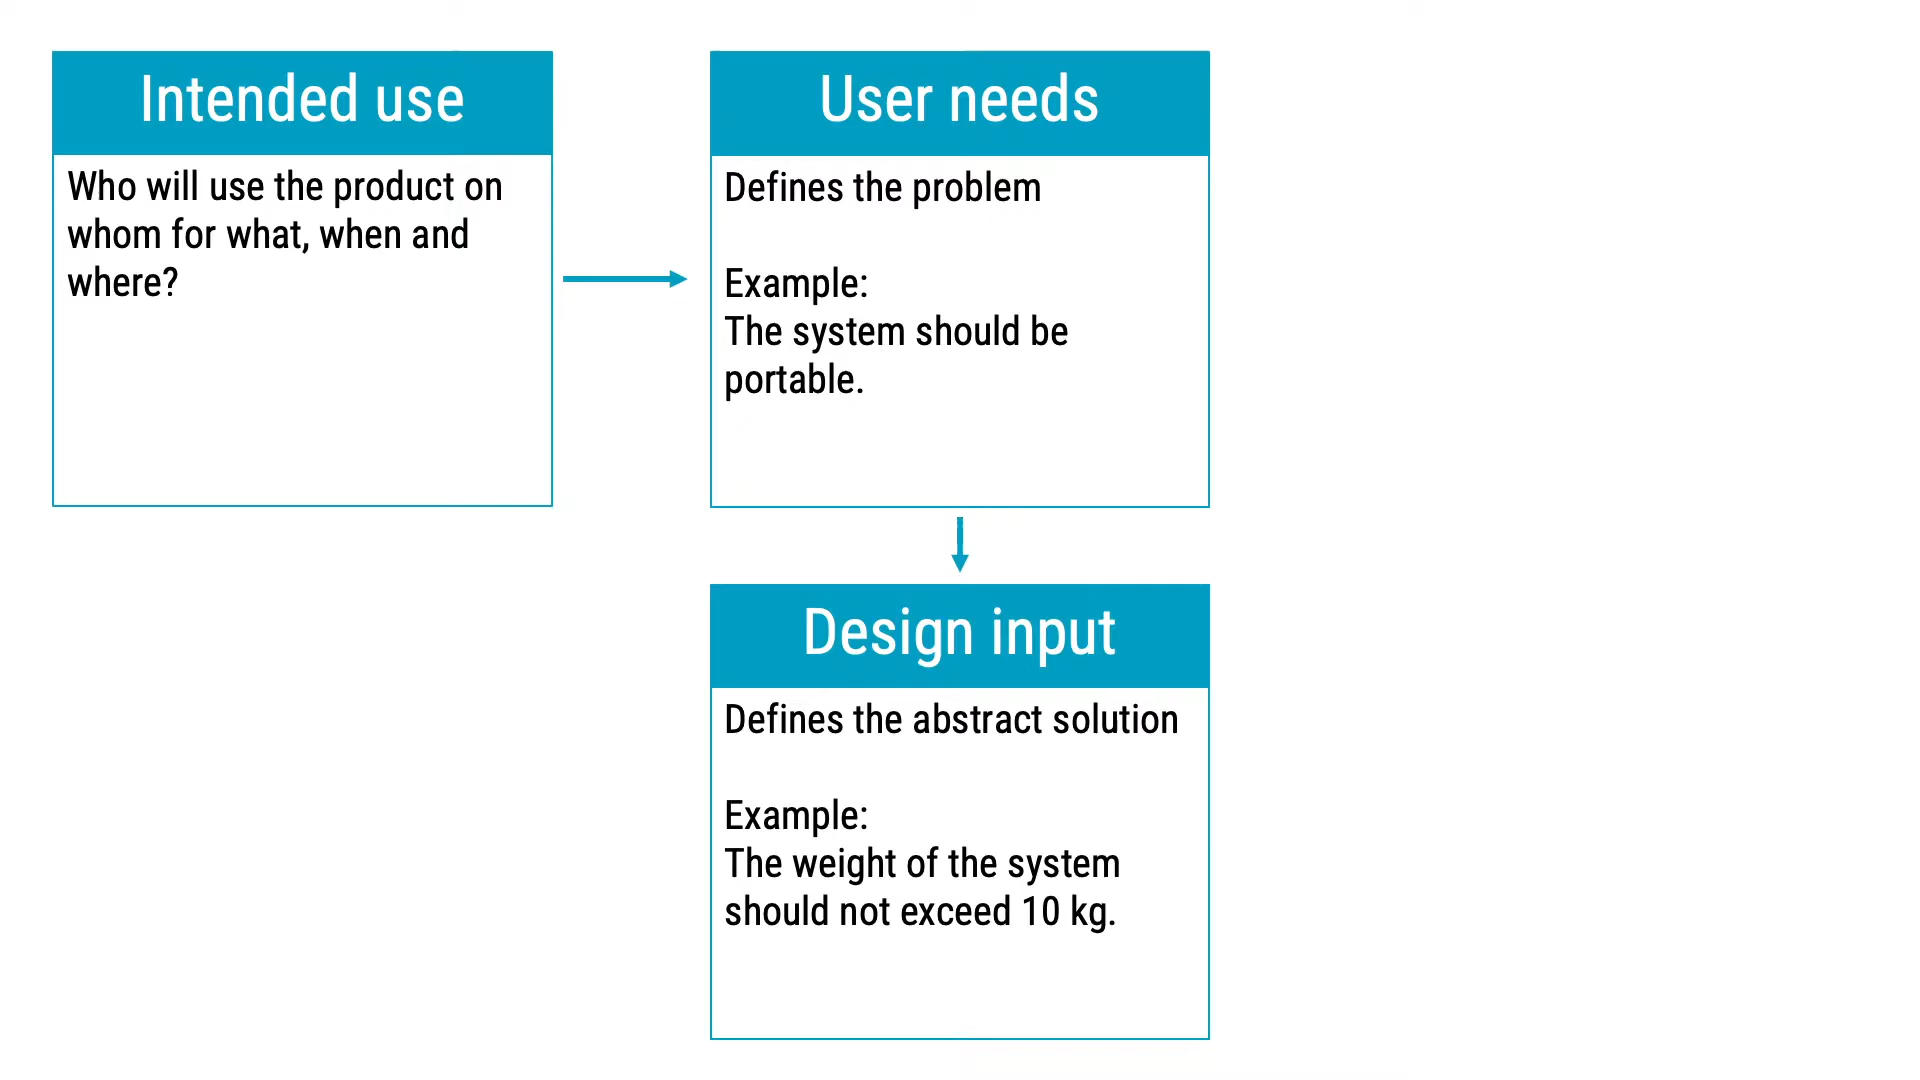 Intended use
Who will use the product on
whom for what, when and
where?
User needs
Defines the problem
Example:
The system should be
portable.
Design input
Defines the abstract solution
Example:
The weight of the system
should not exceed 10 kg.